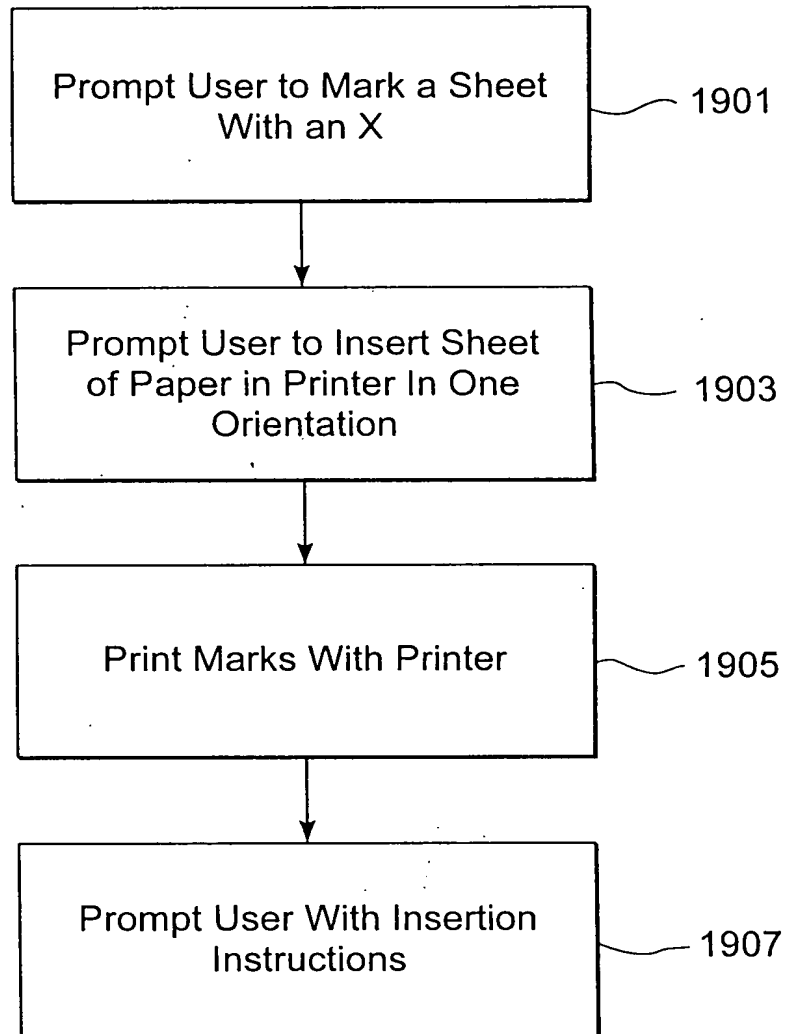 Prompt User to Mark a Sheet
With an X
1901
Prompt User to Insert Sheet
of Paper in Printer In One
Orientation
1903
Print Marks With Printer
1905
Prompt User With Insertion
Instructions
1907